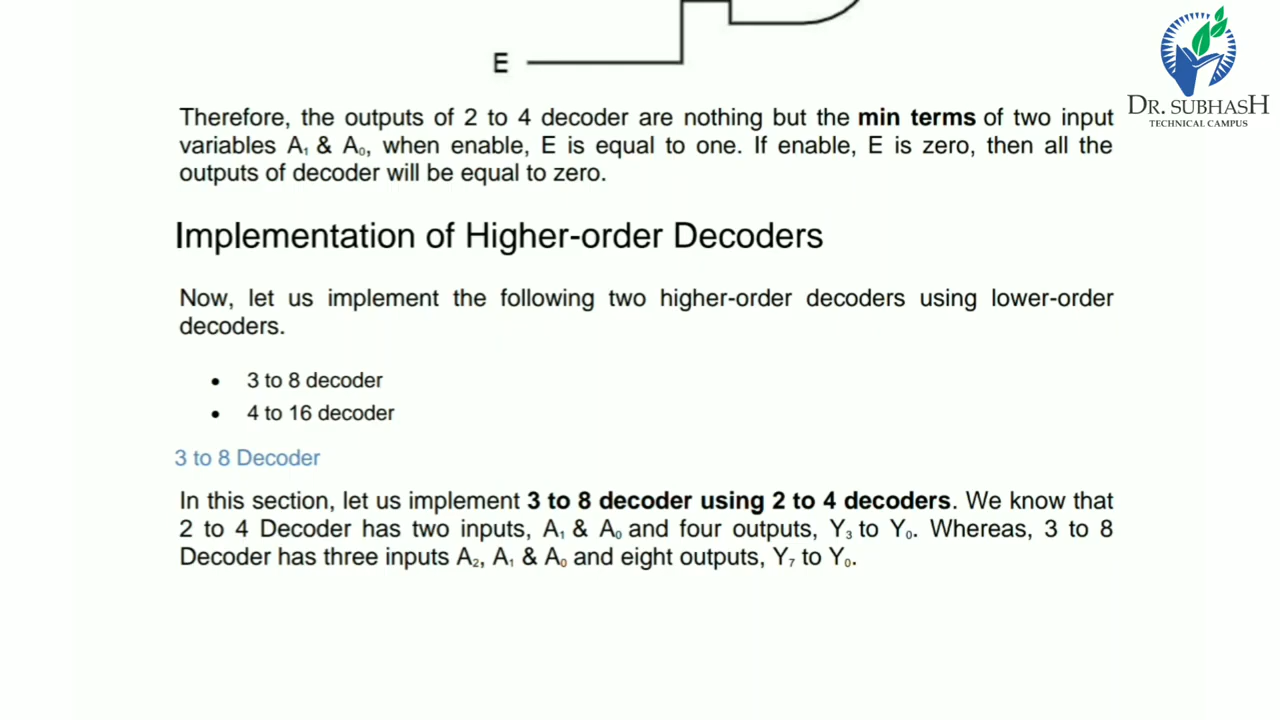 E
DR. SUBHASH
TECHNICAL CAMPUS
Therefore, the outputs of 2 to 4 decoder are nothing but the min terms of two input
variables A₁ & A₀, when enable, E is equal to one. If enable, E is zero, then all the
outputs of decoder will be equal to zero.
Implementation of Higher-order Decoders
Now, let us implement the following two higher-order decoders using lower-order
decoders.
• 3 to 8 decoder
• 4 to 16 decoder
3 to 8 Decoder
In this section, let us implement 3 to 8 decoder using 2 to 4 decoders. We know that
2 to 4 Decoder has two inputs, A₁ & A₀ and four outputs, Y₃ to Y₀. Whereas, 3 to 8
Decoder has three inputs A₂, A₁ & A₀ and eight outputs, Y₇ to Y₀.